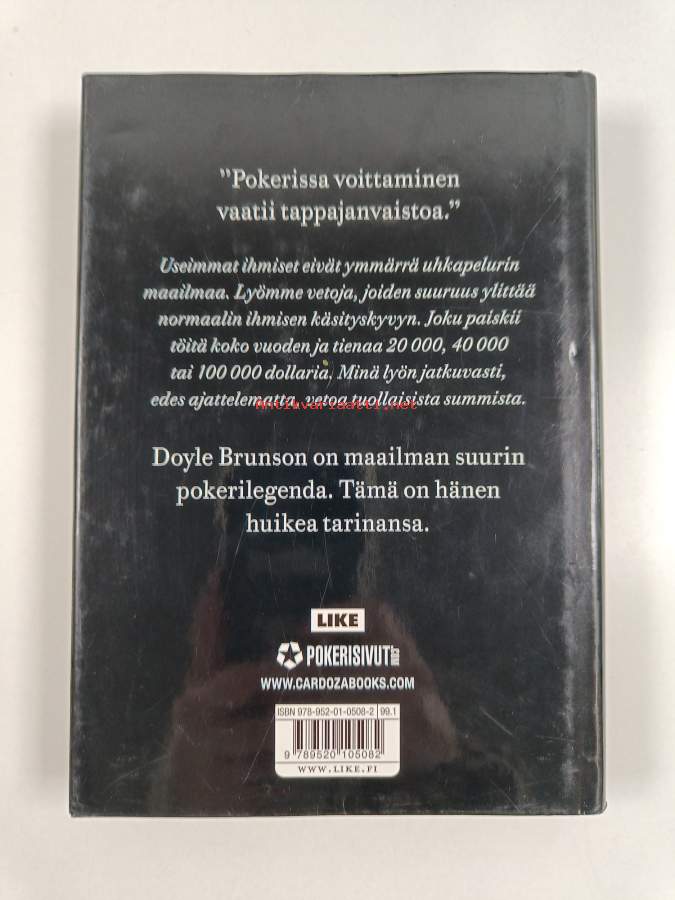 ”Pokerissa voittaminen
vaatii tappajanvaistoa.”
Useimmat ihmiset eivät ymmärrä uhkapelurin
maailmaa. Lyömme vetoja, joiden suuruus ylittää
normaalin ihmisen käsityskyvyn. Joku paiskii
töitä koko vuoden ja tienaa 20 000, 40 000
tai 100 000 dollaria. Minä lyön jatkuvasti,
edes ajattelematta, vetoa tuollaisista summista.
Antikvariaatti.net
Doyle Brunson on maailman suurin
pokerilegenda. Tämä on hänen
huikea tarinansa.
LIKE
POKERISIVUT.COM
WWW.CARDOZABOOKS.COM
ISBN 978-952-01-0508-2 99.1
9 789520 105082
WWW.LIKE.FI